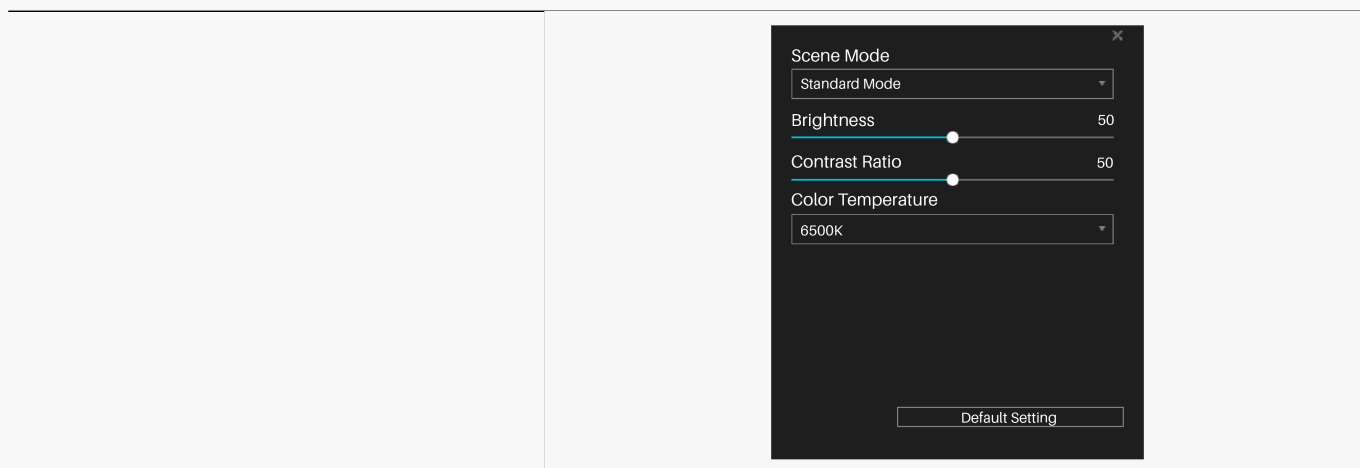 Scene Mode
Standard Mode
Brightness 50
Contrast Ratio 50
Color Temperature
6500K
Default Setting